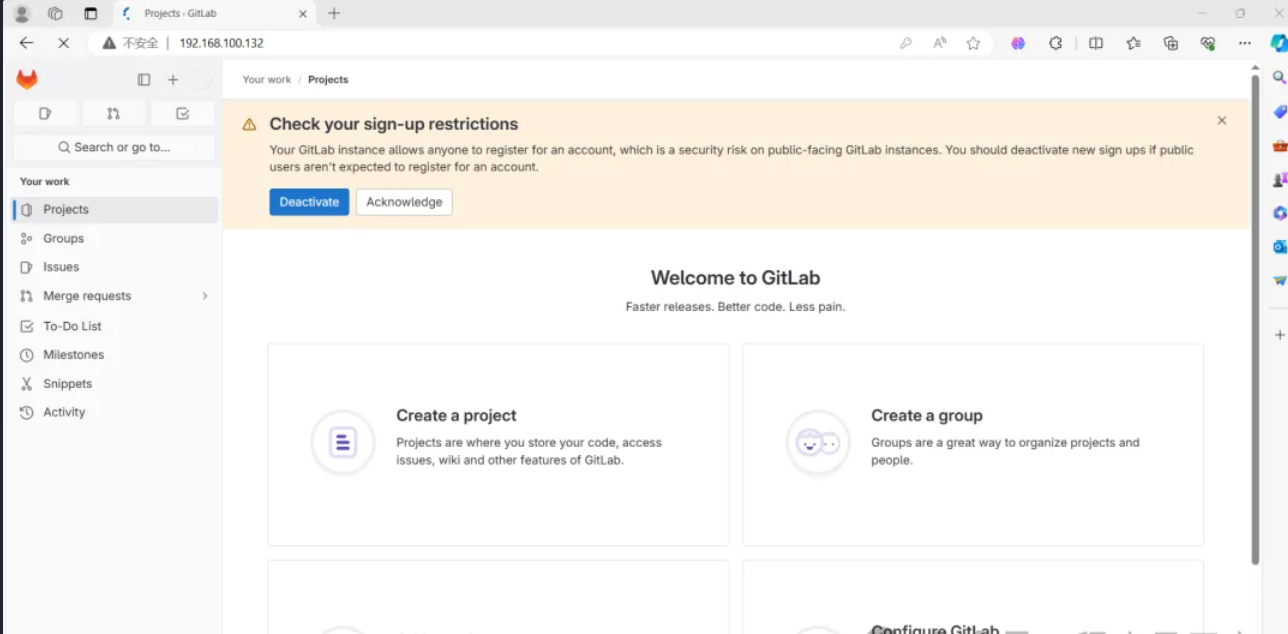 Projects - GitLab
不安全 192.168.100.132
Your work / Projects
Check your sign-up restrictions
Your GitLab instance allows anyone to register for an account, which is a security risk on public-facing GitLab instances. You should deactivate new sign ups if public
users aren't expected to register for an account.
Deactivate Acknowledge
Search or go to...
Your work
Projects
Groups
Issues
Merge requests
To-Do List
Milestones
Snippets
Activity
Welcome to GitLab
Faster releases. Better code. Less pain.
Create a project
Projects are where you store your code, access
issues, wiki and other features of GitLab.
Create a group
Groups are a great way to organize projects and
people.
Configure GitLab